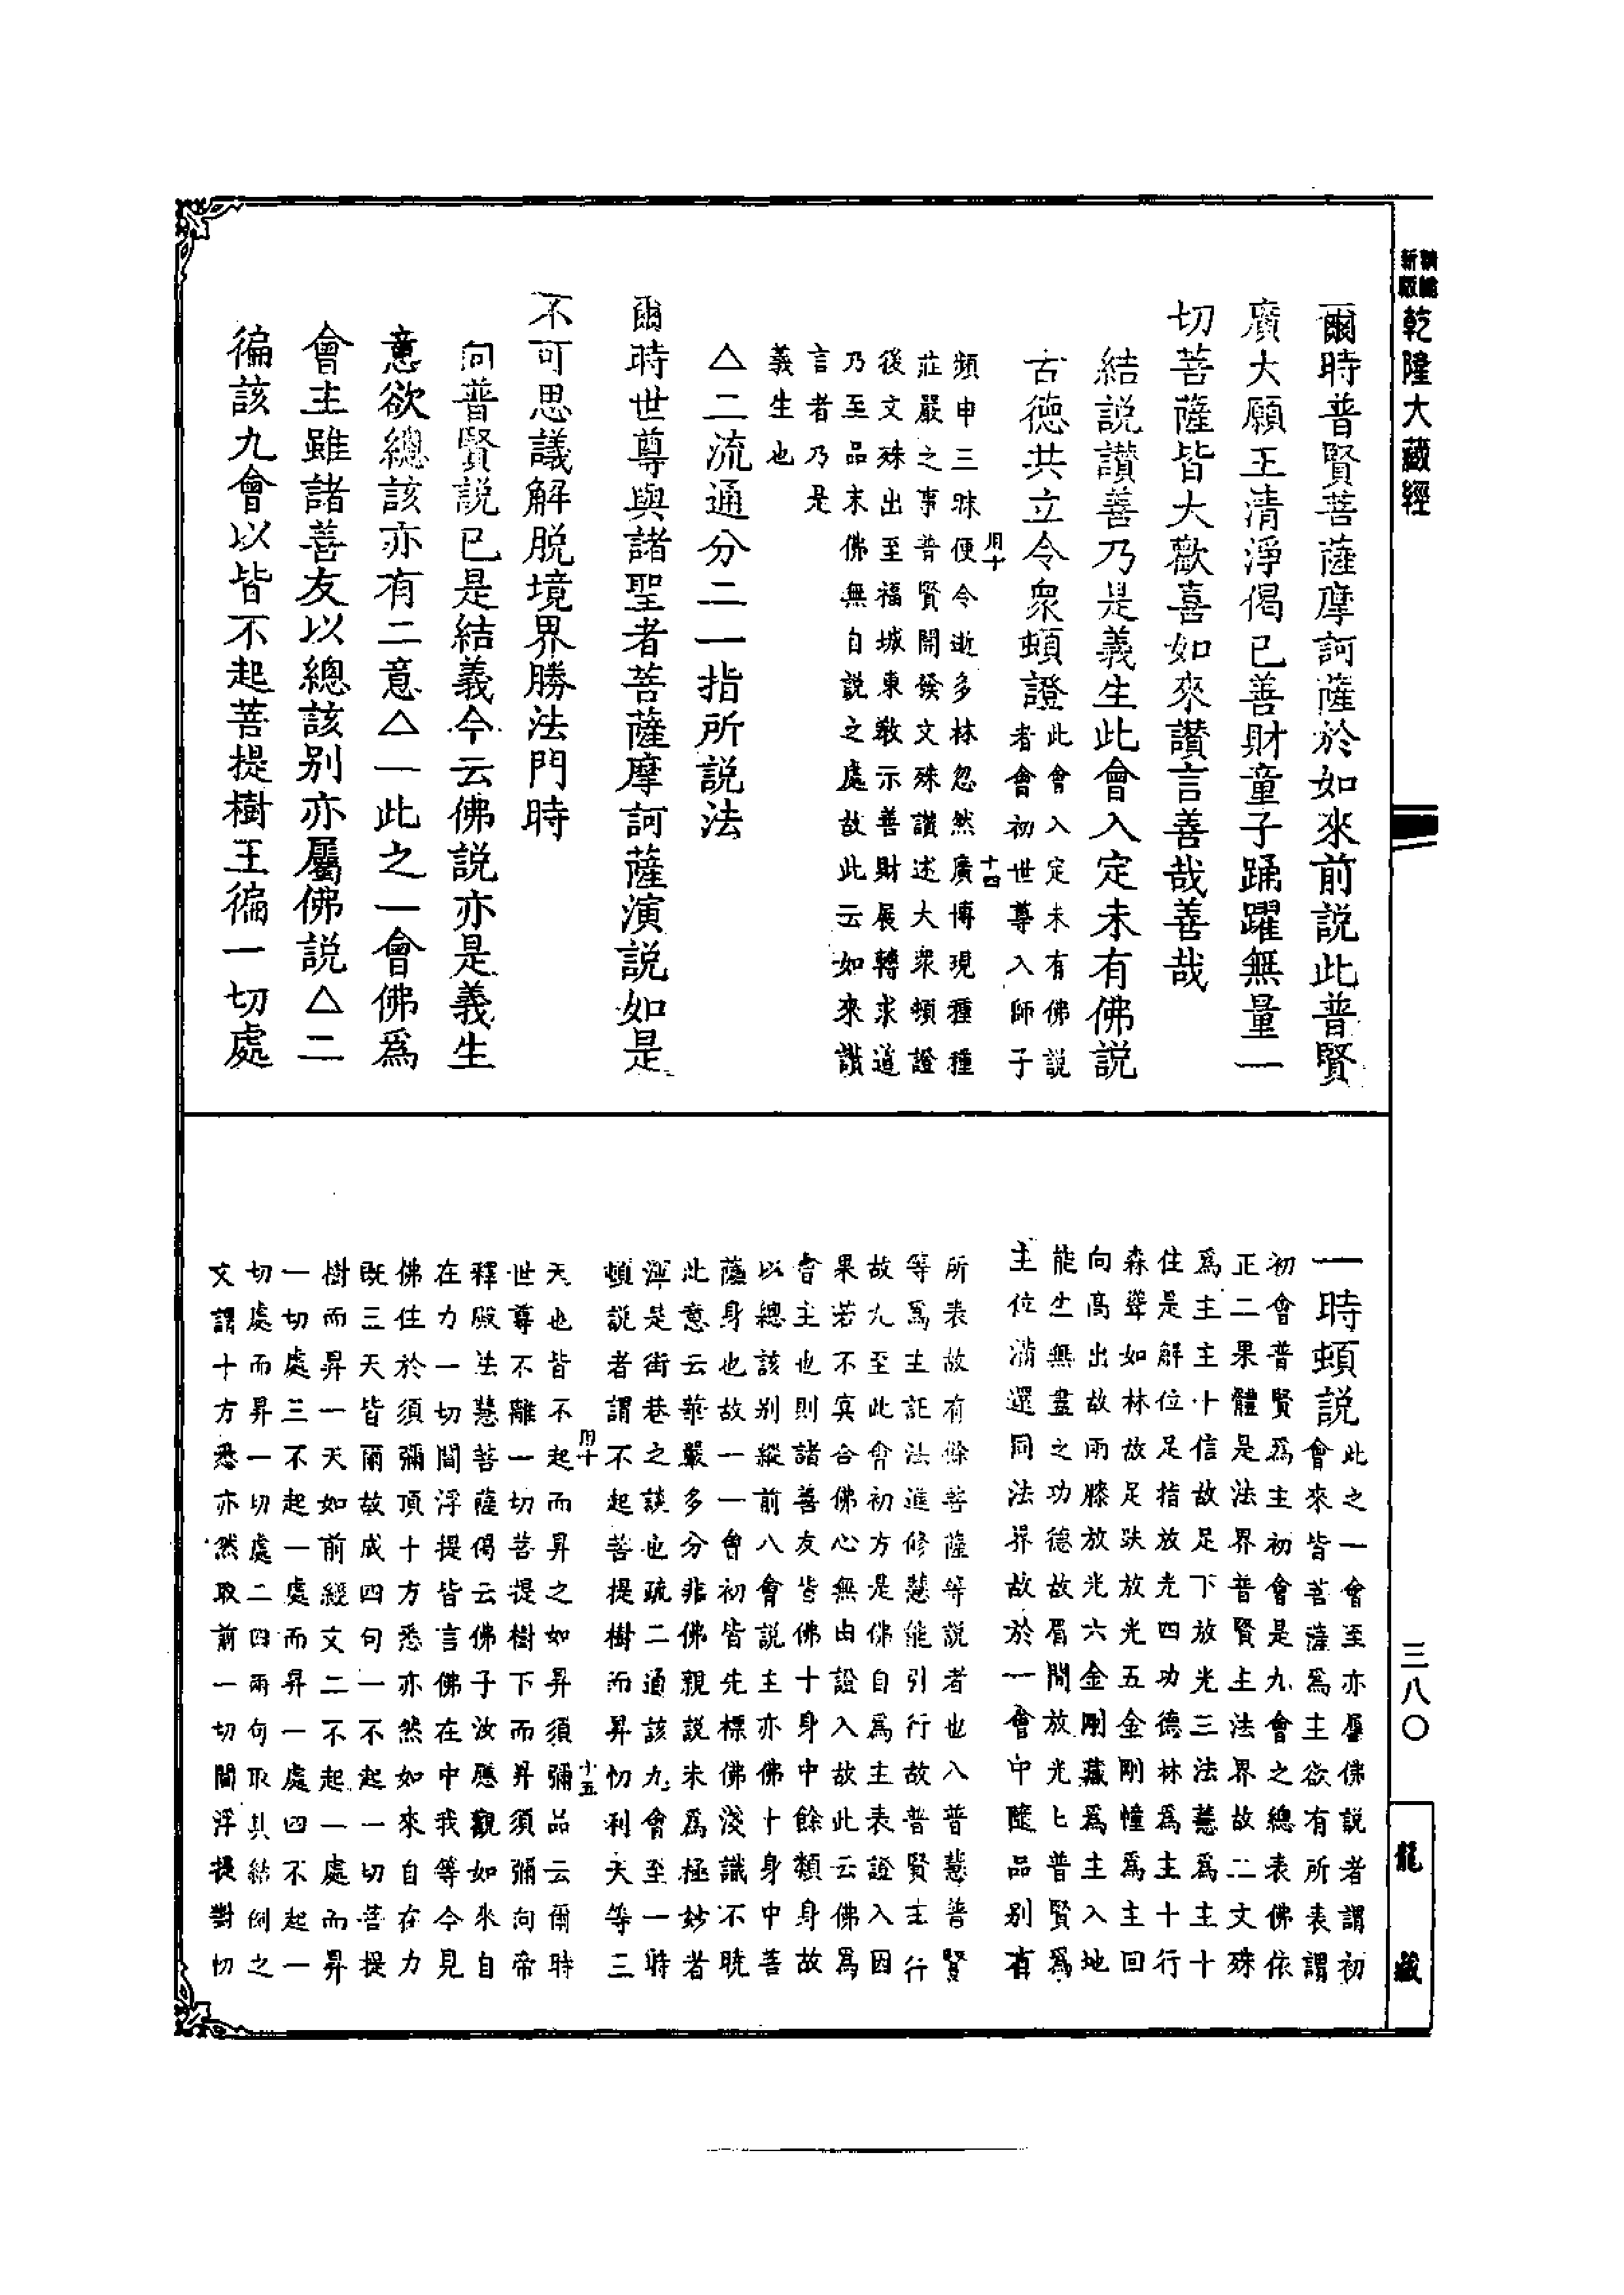 新版 精縮 乾隆大藏經
爾時普賢菩薩摩訶薩於如來前說此普賢
廣大願王清淨偈已善財童子踊躍無量一
切菩薩皆大歡喜如來讚言善哉善哉
結說讚善乃是義生此會入定未有佛說
古德共立令衆頓證此會入定未有佛說
者會初世尊入師子
頻申三昧便令逝多林忽然廣博現種種
莊嚴之事普賢開發文殊讚述大衆頓證
後文殊出至福城東教示善財展轉求道
乃至品末佛無自說之處故此云如來讚
言者乃是
義生也
△二流通分二一指所說法
爾時世尊與諸聖者菩薩摩訶薩演說如是
不可思議解脫境界勝法門時
向普賢說已是結義今云佛說亦是義生
意欲總該亦有二意△一此之一會佛爲
會主雖諸善友以總該別亦屬佛說△二
徧該九會以皆不起菩提樹王徧一切處
一時頓說此之一會至亦屬佛說者謂初
會來皆菩薩爲主欲有所表謂
初會普賢爲主初會是九會之總表佛依
正二果體是法界普賢主法界故二文殊
爲主主十信故足下放光三法慧爲主十
住是解位足指放光四功德林爲主十行
森聳如林故足趺放光五金剛幢爲主回
向高出故兩膝放光六金剛藏爲主入地
能生無盡之功德故眉間放光七普賢爲
主位滿還同法界故於一會中隨品別有
所表故有餘菩薩等說者也入普慧普賢
等爲主託法進修慧能引行故普賢主行
故九至此會初方是佛自爲主表證入因
果若不冥合佛心無由證入故此云佛爲
會主也則諸善友皆佛十身中餘類身故
以總該別縱前八會說主亦佛十身中菩
薩身也故一一會初皆先標佛淺識不曉
此意云華嚴多分非佛親說未爲極妙者
渾是街巷之談也疏二通該九會至一時
頓說者謂不起菩提樹而昇忉利天等三
天也皆不起而昇之如昇須彌品云爾時
世尊不離一切菩提樹下而昇須彌向帝
釋殿法慧菩薩偈云佛子汝應觀如來自
在力一切閻浮提皆言佛在中我等今見
佛住於須彌頂十方悉亦然如來自在力
既三天皆爾故成四句一不起一切菩提
樹而昇一天如前經文二不起一處而昇
一切處三不起一處而昇一處四不起一
切處而昇一切處二四兩句取其結例之
文謂十方悉亦然取前一切閻浮提對切
用十
十四
用十
十五
三八〇
龍藏